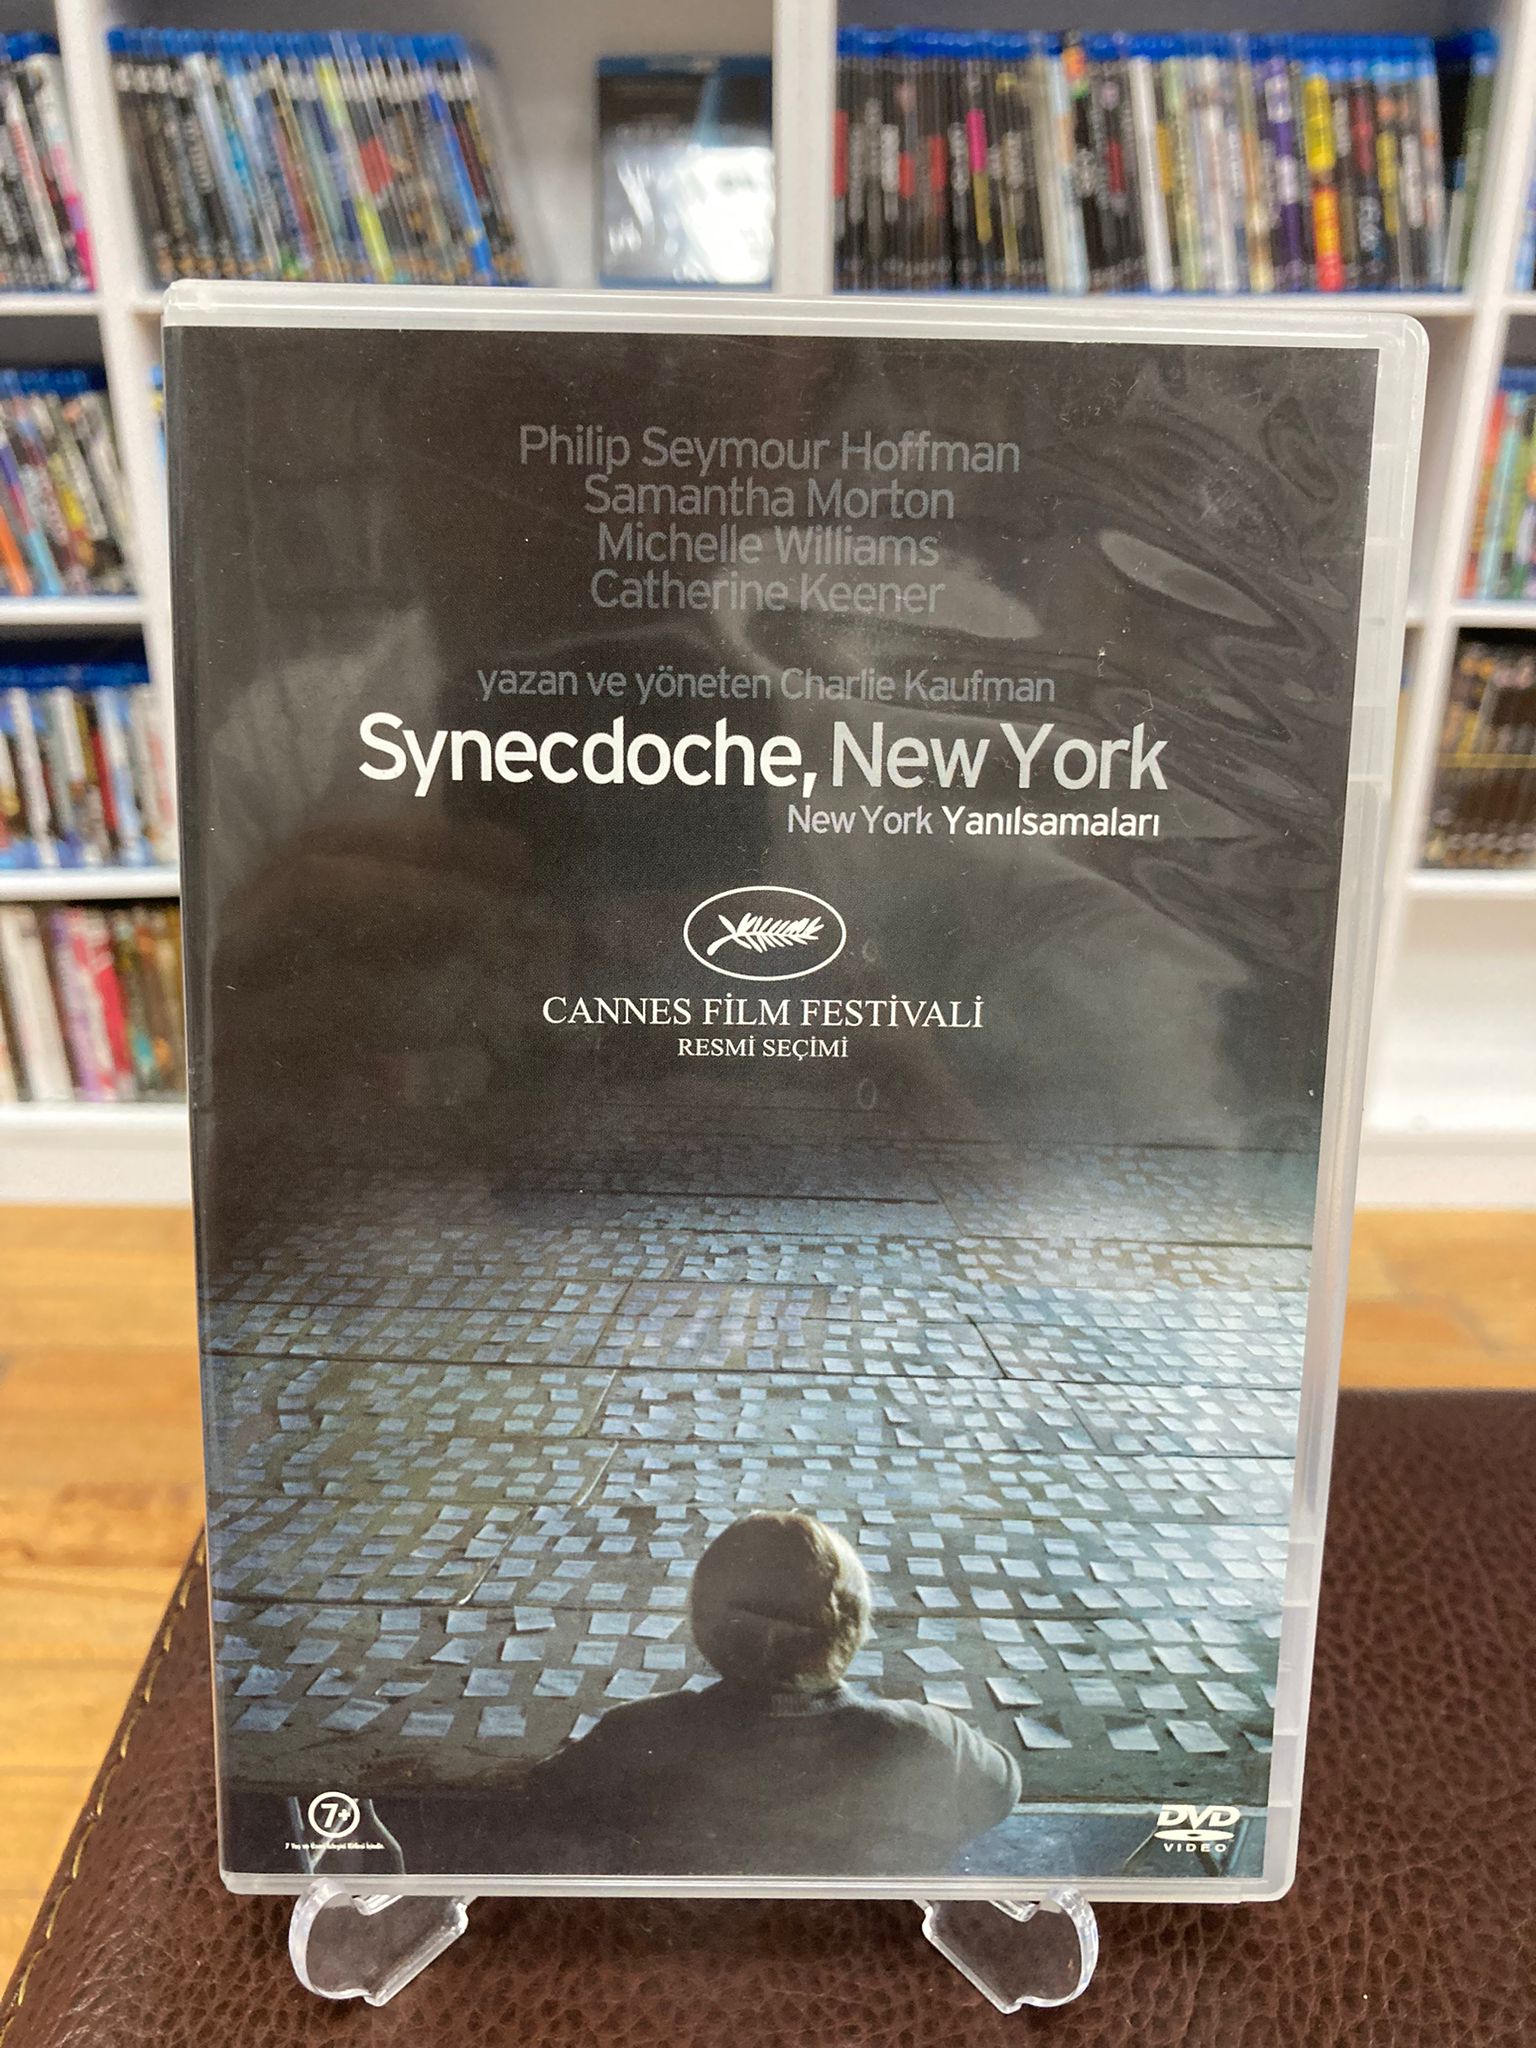 Philip Seymour Hoffman
Samantha Morton
Michelle Williams
Catherine Keener
yazan ve yöneten Charlie Kaufman
Synecdoche, New York
New York Yanılsamaları
CANNES FİLM FESTİVALİ
RESMİ SEÇİMİ
7+
DVD
VIDEO